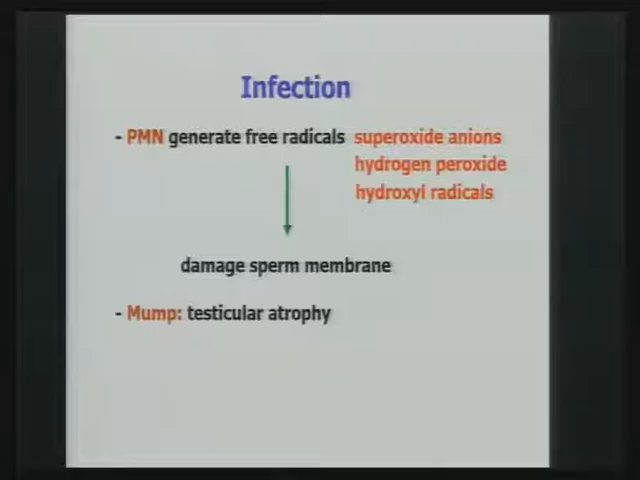 Infection
- PMN generate free radicals superoxide anions
hydrogen peroxide
hydroxyl radicals
damage sperm membrane
- Mump: testicular atrophy